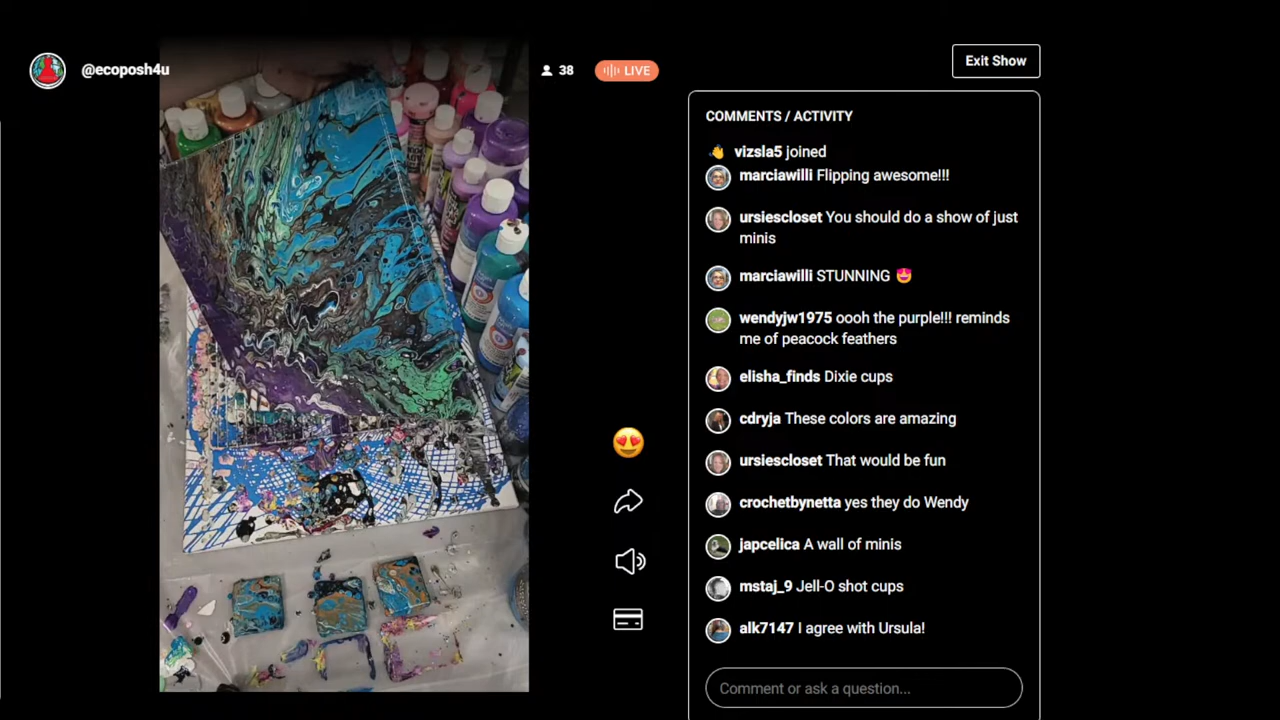 @ecoposh4u
38
LIVE
Exit Show
COMMENTS / ACTIVITY
vizsla5 joined
marciawilli Flipping awesome!!!
ursiescloset You should do a show of just
minis
marciawilli STUNNING 😍
wendyjw1975 oooh the purple!!! reminds
me of peacock feathers
elisha_finds Dixie cups
cdryja These colors are amazing
ursiescloset That would be fun
crochetbynetta yes they do Wendy
japcelica A wall of minis
mstaj_9 Jell-O shot cups
alk7147 I agree with Ursula!
Comment or ask a question...